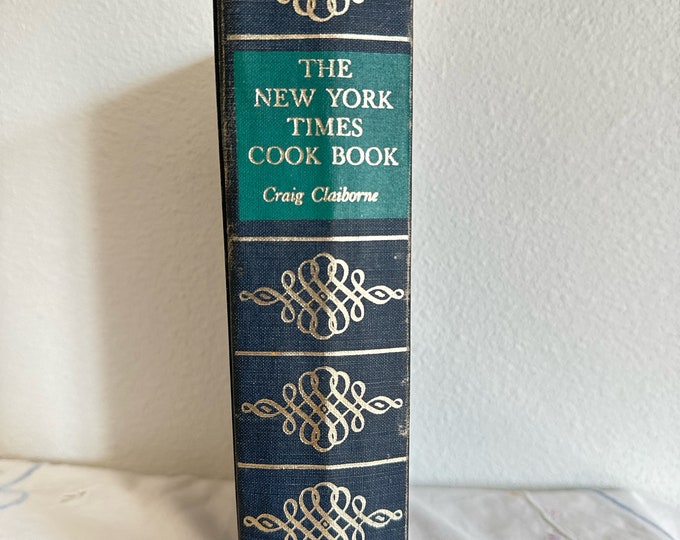 THE
NEW YORK
TIMES
COOK BOOK
Craig Claiborne